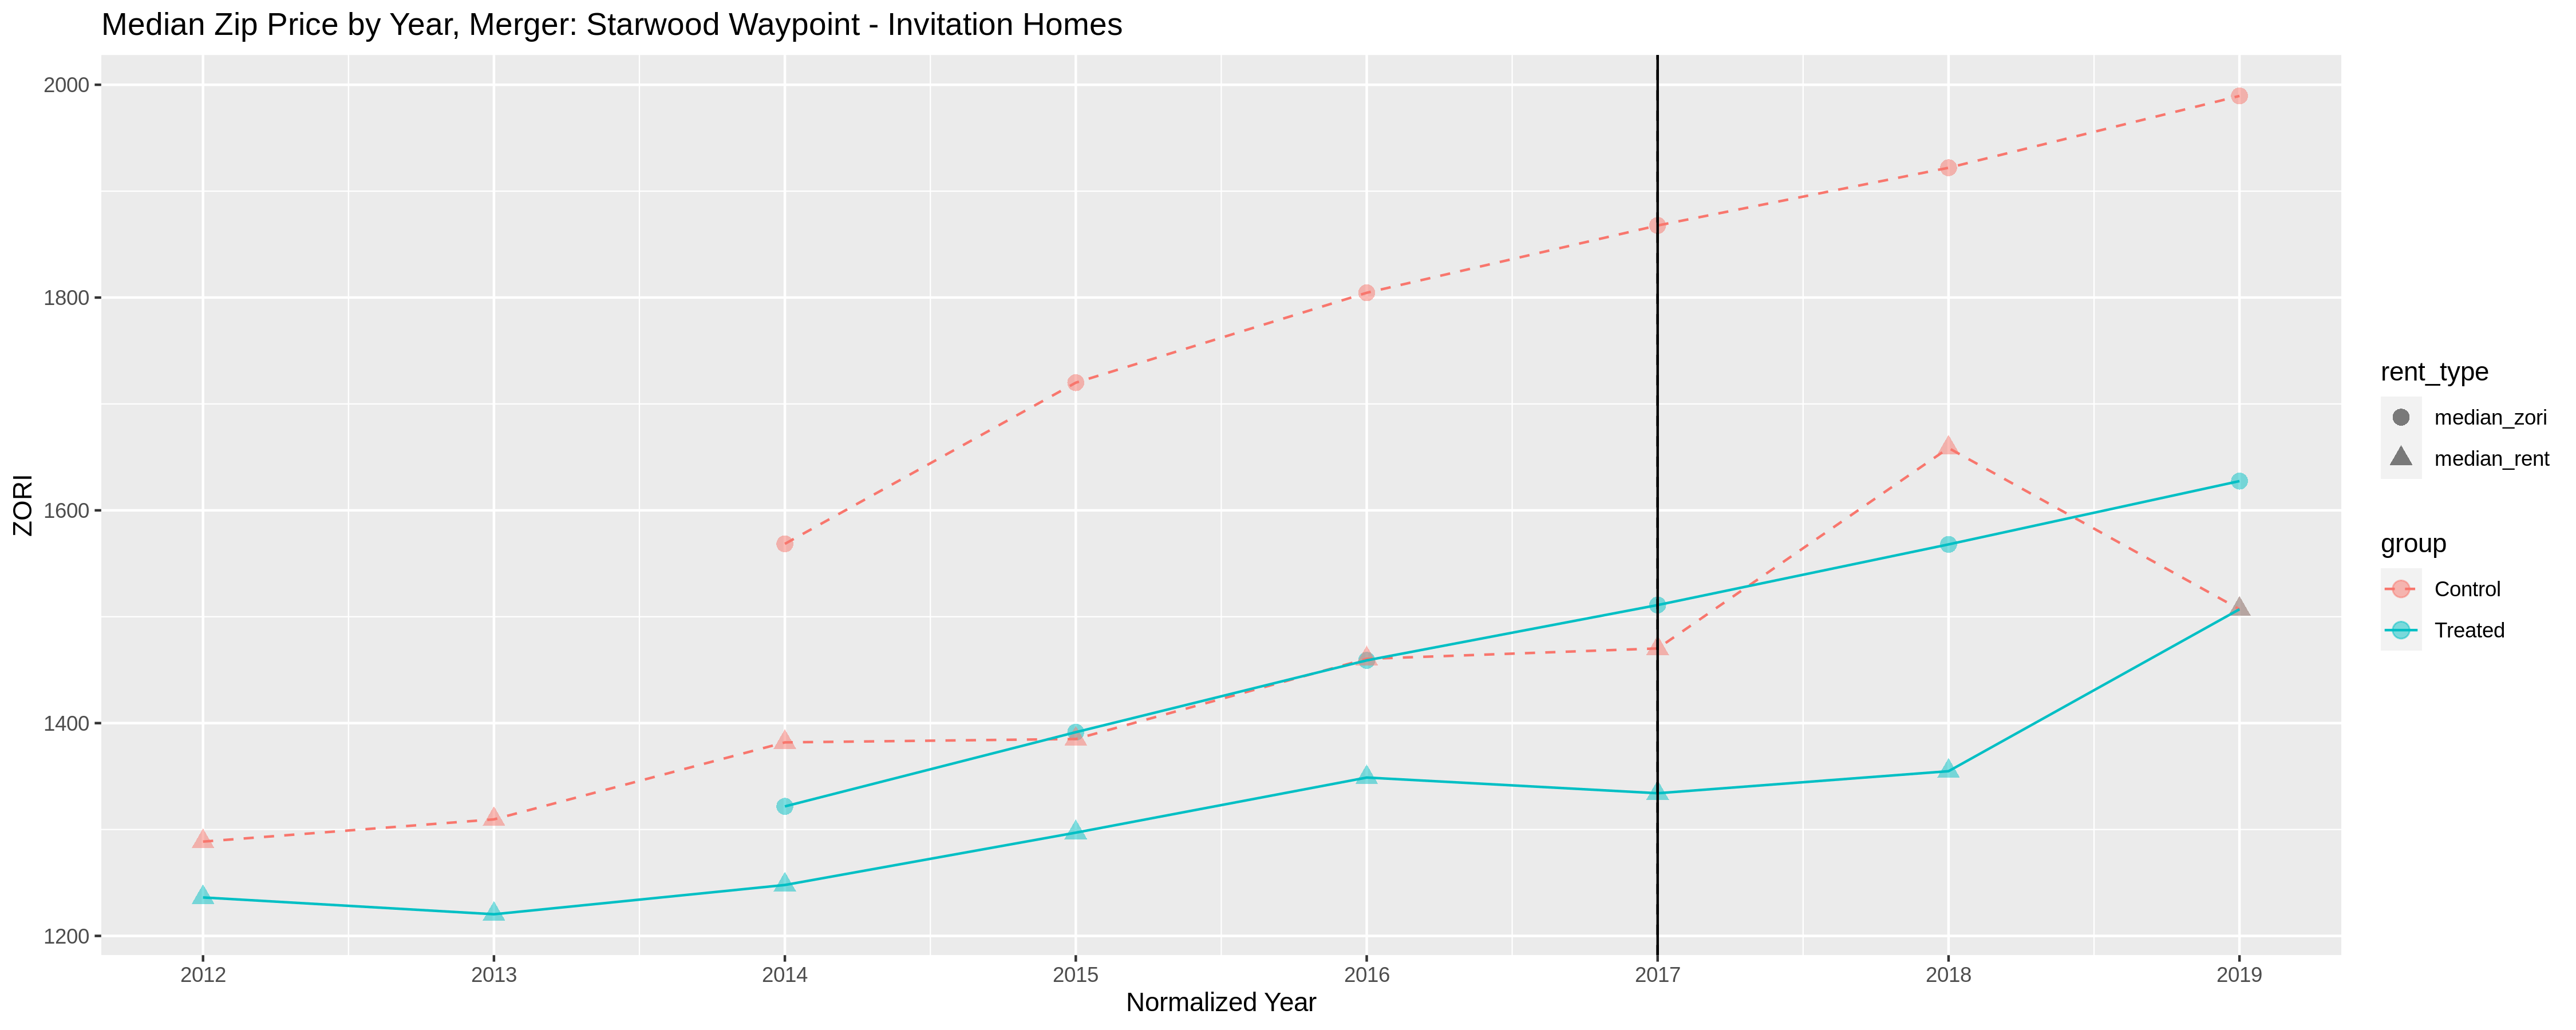 Median Zip Price by Year, Merger: Starwood Waypoint - Invitation Homes
ZORI
2000
1800
1600
1400
1200
2012 2013 2014 2015 2016 2017 2018 2019
Normalized Year
rent_type
median_zori
median_rent
group
Control
Treated